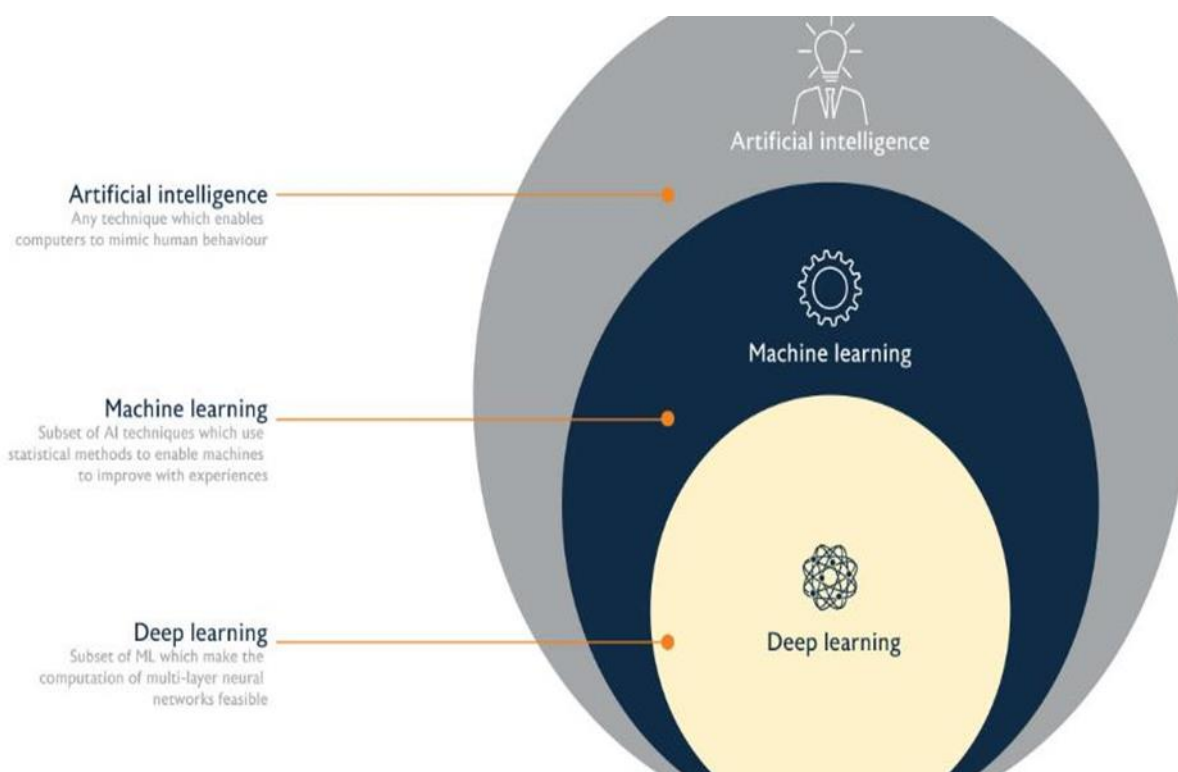 Artificial intelligence
Artificial intelligence
Any technique which enables
computers to mimic human behaviour
Machine learning
Machine learning
Subset of AI techniques which use
statistical methods to enable machines
to improve with experiences
Deep learning
Subset of ML which make the
computation of multi-layer neural
networks feasible
Deep learning